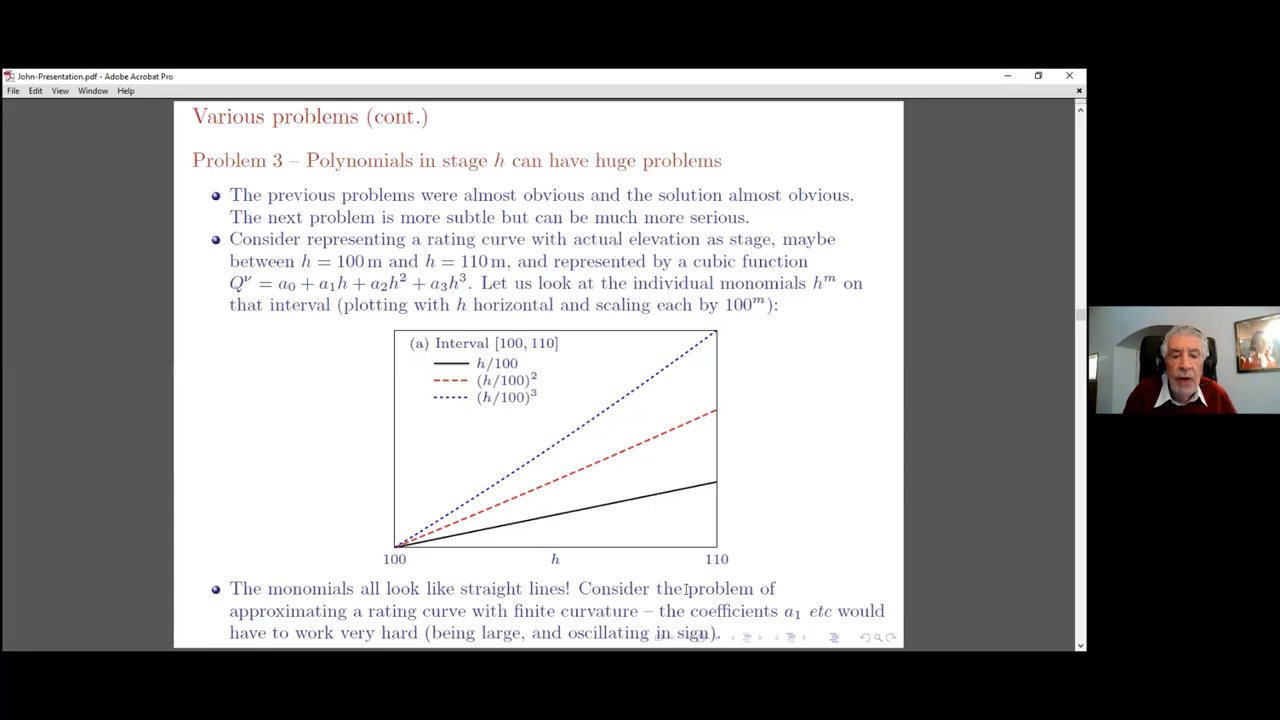 John-Presentation.pdf - Adobe Acrobat Pro
File Edit View Window Help
Various problems (cont.)
Problem 3 – Polynomials in stage h can have huge problems
The previous problems were almost obvious and the solution almost obvious.
The next problem is more subtle but can be much more serious.
Consider representing a rating curve with actual elevation as stage, maybe
between h = 100 m and h = 110 m, and represented by a cubic function
Q^ν = a₀ + a₁h + a₂h² + a₃h³. Let us look at the individual monomials h^m on
that interval (plotting with h horizontal and scaling each by 100^m):
(a) Interval [100, 110]
h/100
(h/100)²
(h/100)³
100 h 110
The monomials all look like straight lines! Consider the problem of
approximating a rating curve with finite curvature – the coefficients a₁ etc would
have to work very hard (being large, and oscillating in sign).